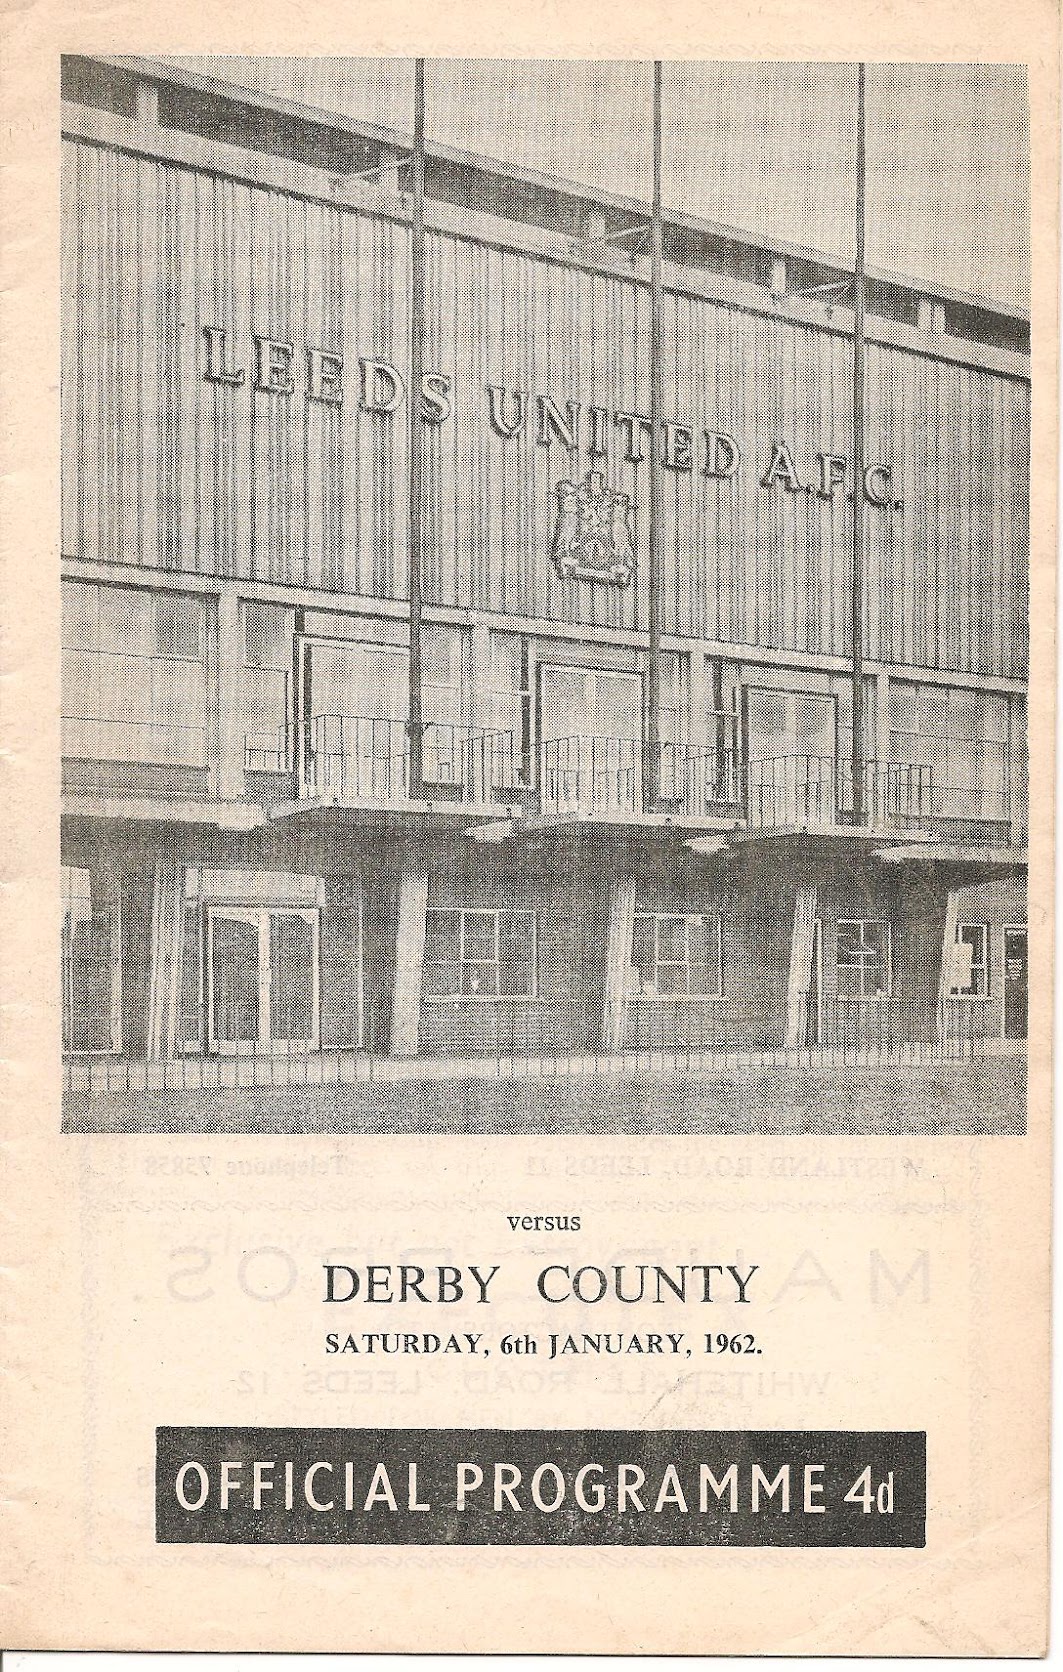 LEEDS UNITED A.F.C.
versus
DERBY COUNTY
SATURDAY, 6th JANUARY, 1962.
OFFICIAL PROGRAMME 4d